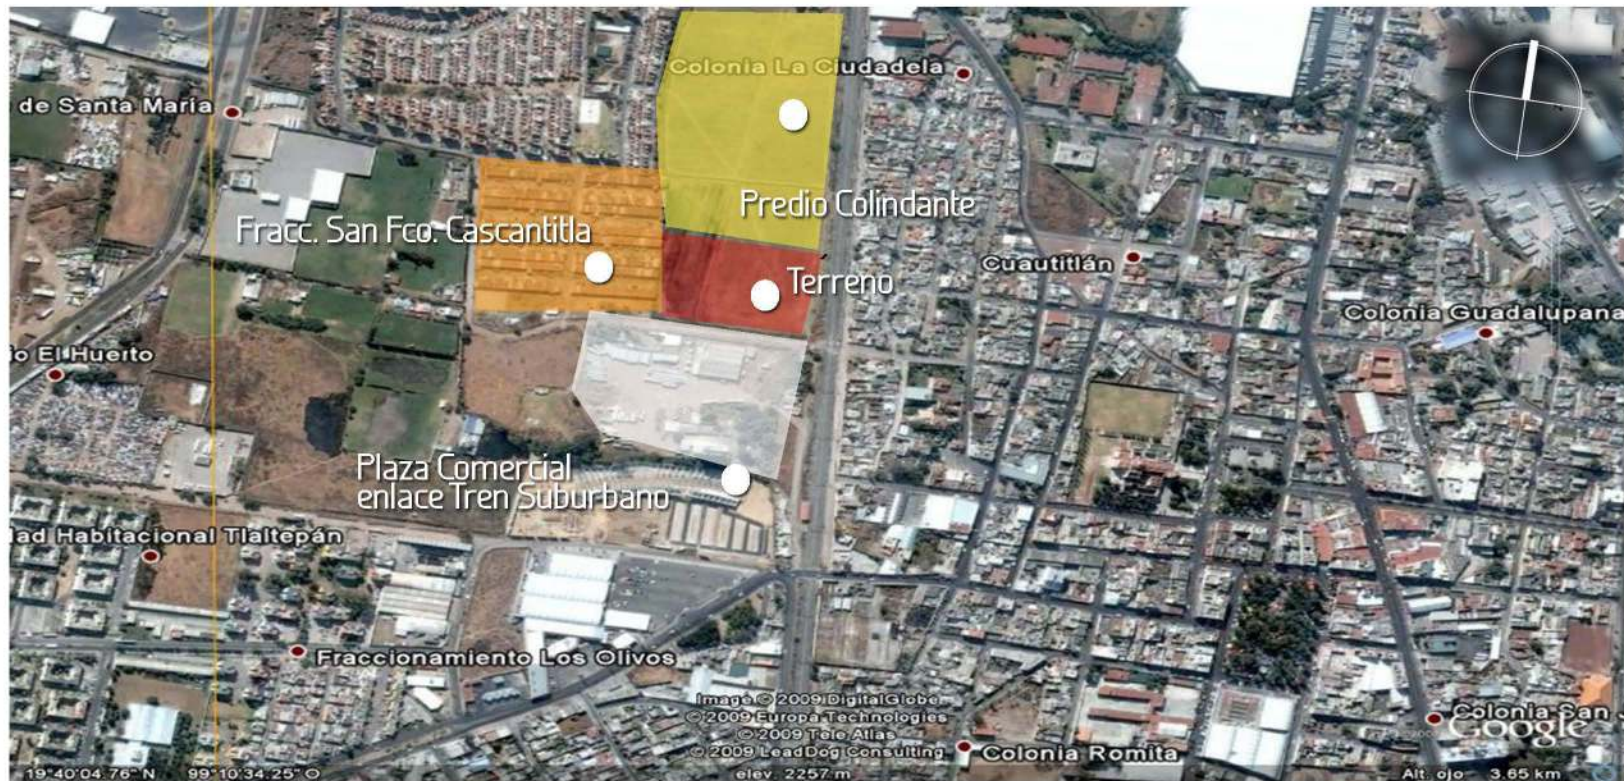 Colonia La Ciudadela
de Santa María
Predio Colindante
Fracc. San Fco. Cascantitla
Cuautitlán
Terreno
Colonia Guadalupana
io El Huerto
Plaza Comercial
enlace Tren Suburbano
dad Habitacional Tlaltepán
Fraccionamiento Los Olivos
Image © 2009 DigitalGlobe
© 2009 Europa Technologies
© 2009 Tele Atlas
© 2009 LeadDog Consulting
Colonia San
Google
Colonia Romita
19°40'04.76" N 99°10'34.25" O
elev. 2257 m
Alt. ojo 3.65 km